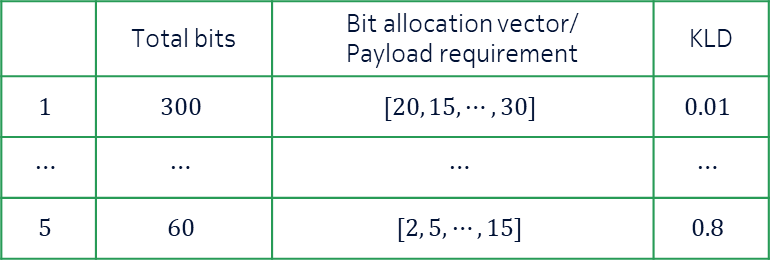 Total bits Bit allocation vector/ KLD
Payload requirement
1 300 [20, 15, ⋯ , 30] 0.01
⋯ ⋯ ⋯ ⋯
5 60 [2, 5, ⋯ , 15] 0.8